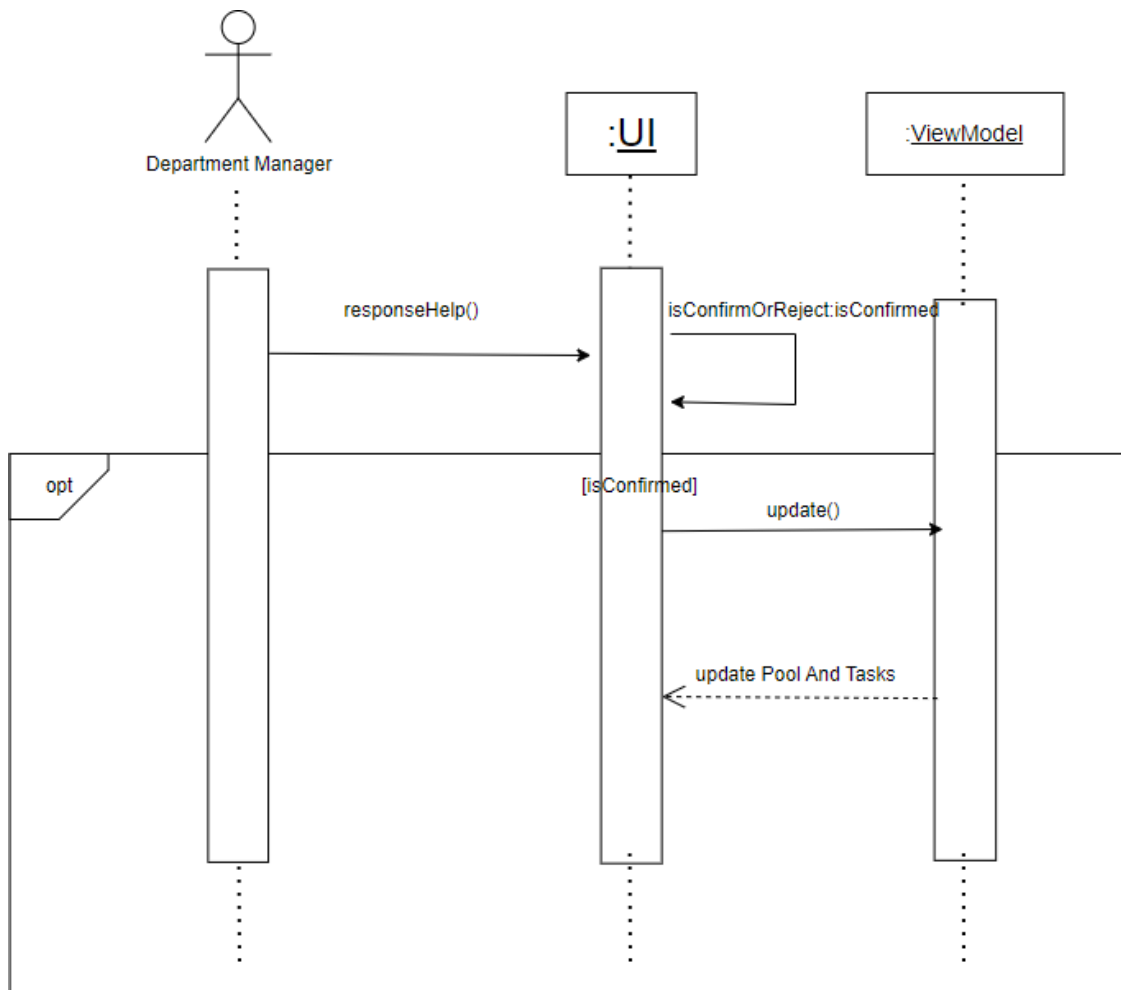 Department Manager
:UI
:ViewModel
responseHelp()
isConfirmOrReject:isConfirmed
opt
[isConfirmed]
update()
update Pool And Tasks